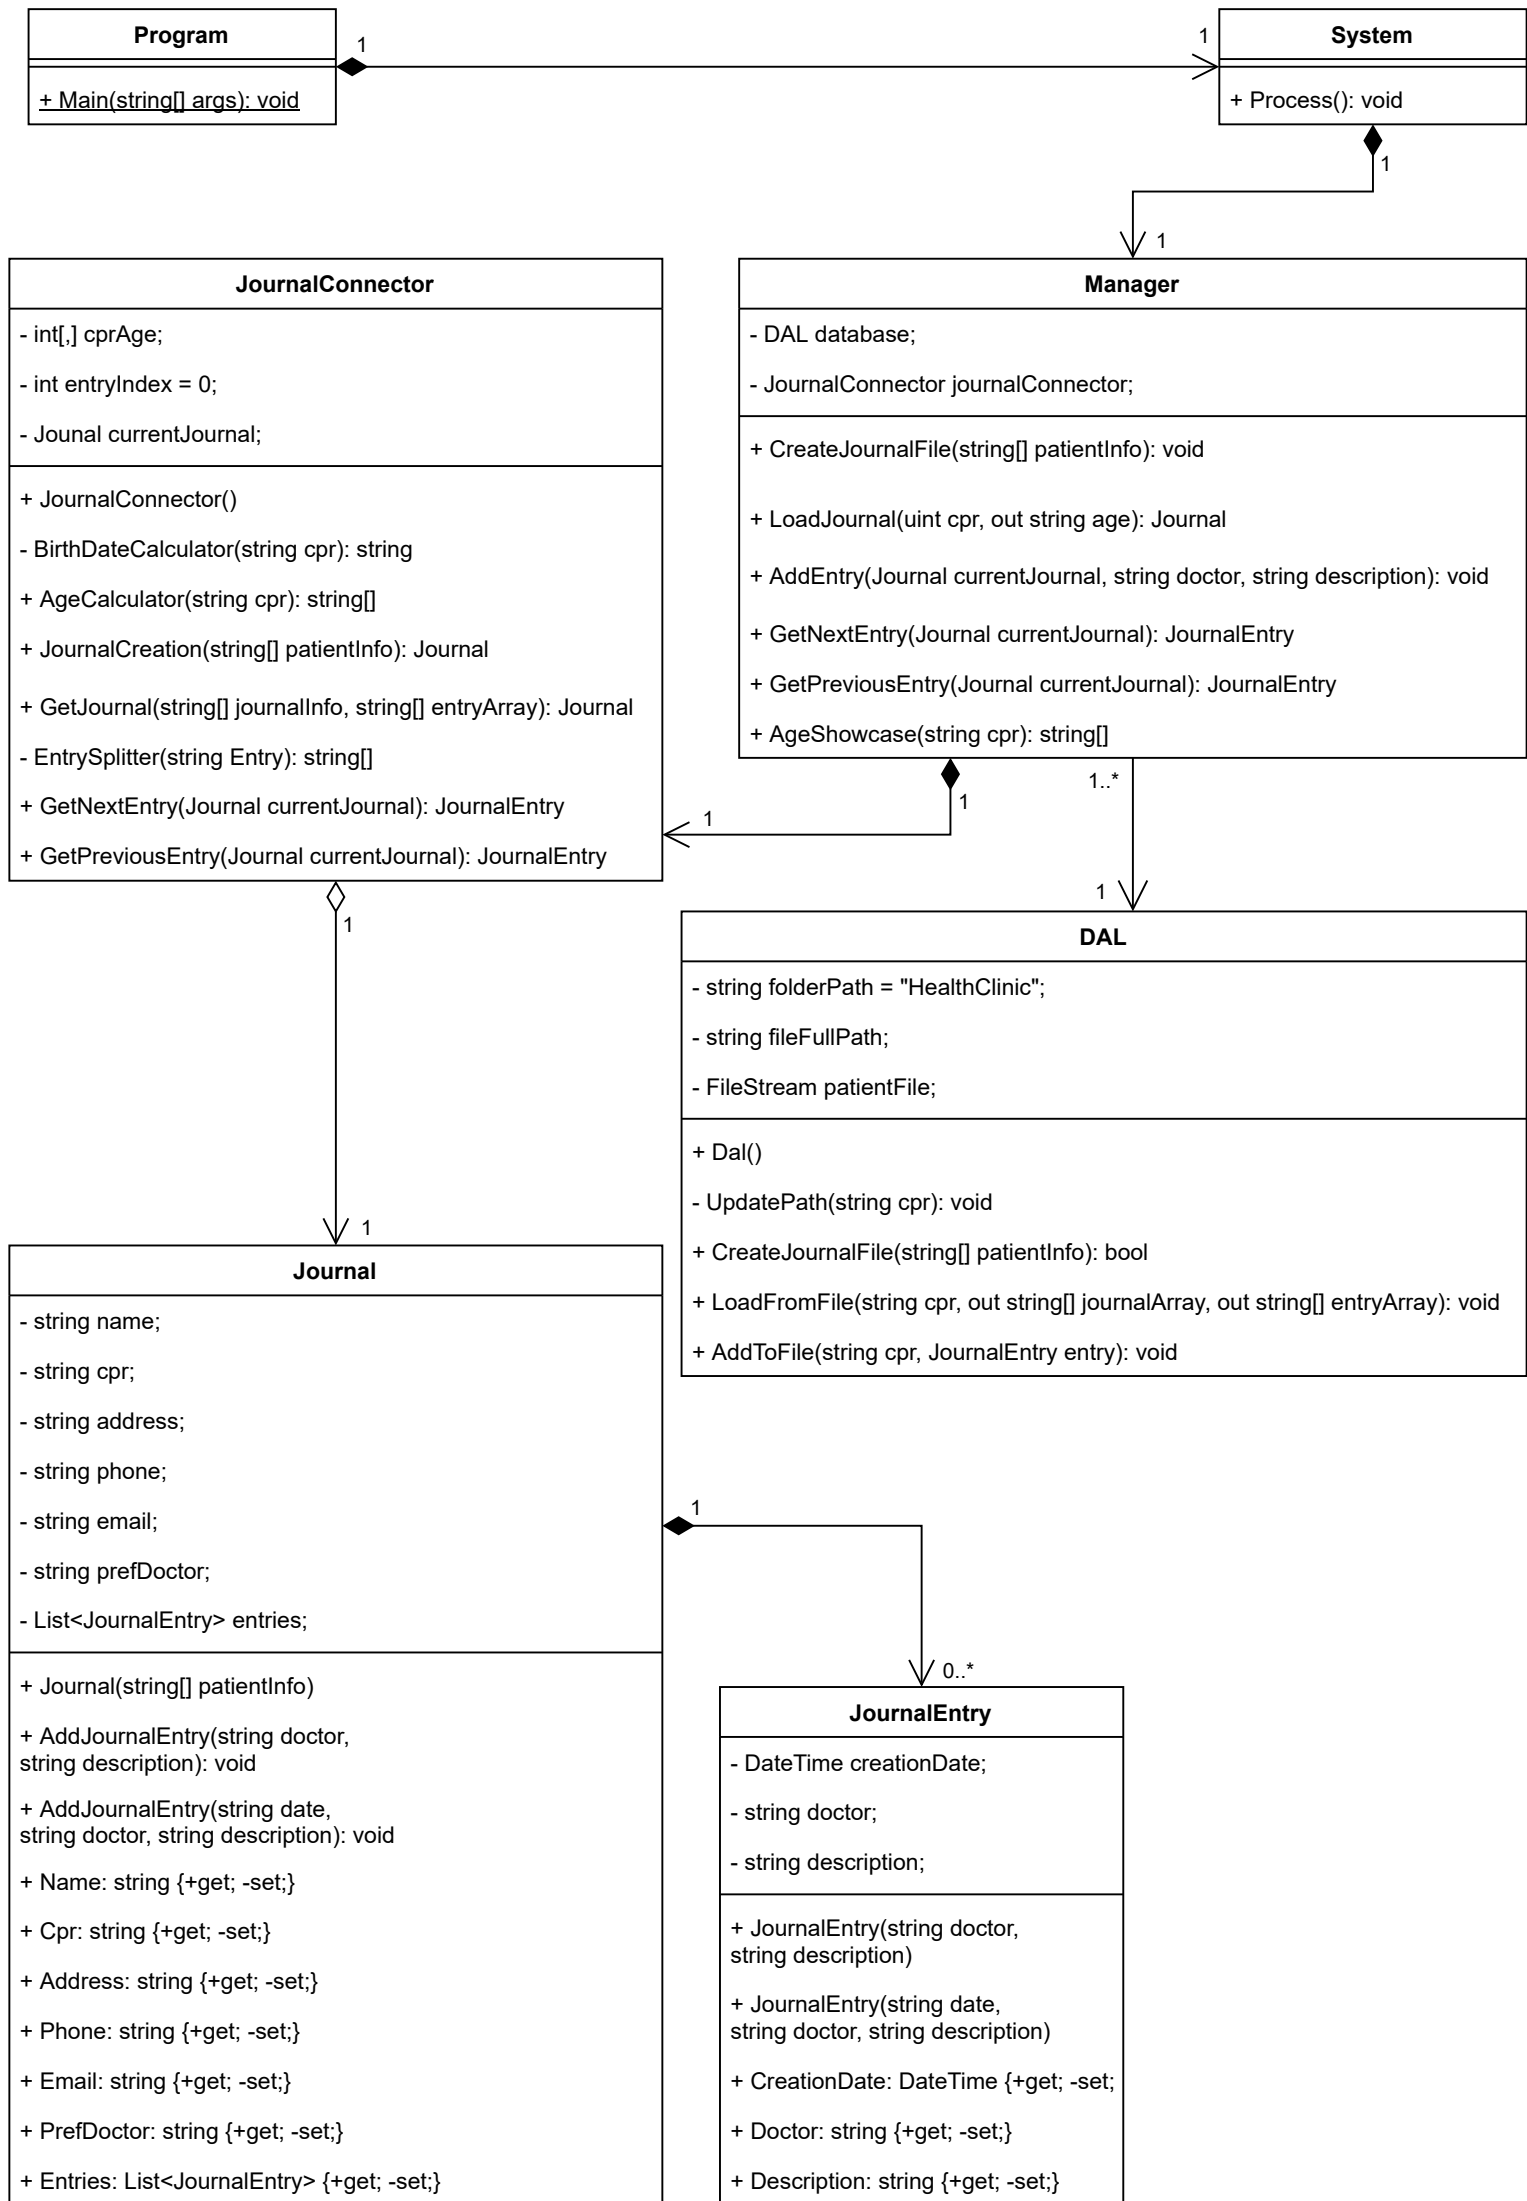 Program
+ Main(string[] args): void
1
1
System
+ Process(): void
1
1
JournalConnector
- int[,] cprAge;
- int entryIndex = 0;
- Jounal currentJournal;
+ JournalConnector()
- BirthDateCalculator(string cpr): string
+ AgeCalculator(string cpr): string[]
+ JournalCreation(string[] patientInfo): Journal
+ GetJournal(string[] journalInfo, string[] entryArray): Journal
- EntrySplitter(string Entry): string[]
+ GetNextEntry(Journal currentJournal): JournalEntry
+ GetPreviousEntry(Journal currentJournal): JournalEntry
Manager
- DAL database;
- JournalConnector journalConnector;
+ CreateJournalFile(string[] patientInfo): void
+ LoadJournal(uint cpr, out string age): Journal
+ AddEntry(Journal currentJournal, string doctor, string description): void
+ GetNextEntry(Journal currentJournal): JournalEntry
+ GetPreviousEntry(Journal currentJournal): JournalEntry
+ AgeShowcase(string cpr): string[]
1
1
1..*
1
1
1
DAL
- string folderPath = "HealthClinic";
- string fileFullPath;
- FileStream patientFile;
+ Dal()
- UpdatePath(string cpr): void
+ CreateJournalFile(string[] patientInfo): bool
+ LoadFromFile(string cpr, out string[] journalArray, out string[] entryArray): void
+ AddToFile(string cpr, JournalEntry entry): void
Journal
- string name;
- string cpr;
- string address;
- string phone;
- string email;
- string prefDoctor;
- List<JournalEntry> entries;
+ Journal(string[] patientInfo)
+ AddJournalEntry(string doctor,
string description): void
+ AddJournalEntry(string date,
string doctor, string description): void
+ Name: string {+get; -set;}
+ Cpr: string {+get; -set;}
+ Address: string {+get; -set;}
+ Phone: string {+get; -set;}
+ Email: string {+get; -set;}
+ PrefDoctor: string {+get; -set;}
+ Entries: List<JournalEntry> {+get; -set;}
1
0..*
JournalEntry
- DateTime creationDate;
- string doctor;
- string description;
+ JournalEntry(string doctor,
string description)
+ JournalEntry(string date,
string doctor, string description)
+ CreationDate: DateTime {+get; -set;
+ Doctor: string {+get; -set;}
+ Description: string {+get; -set;}